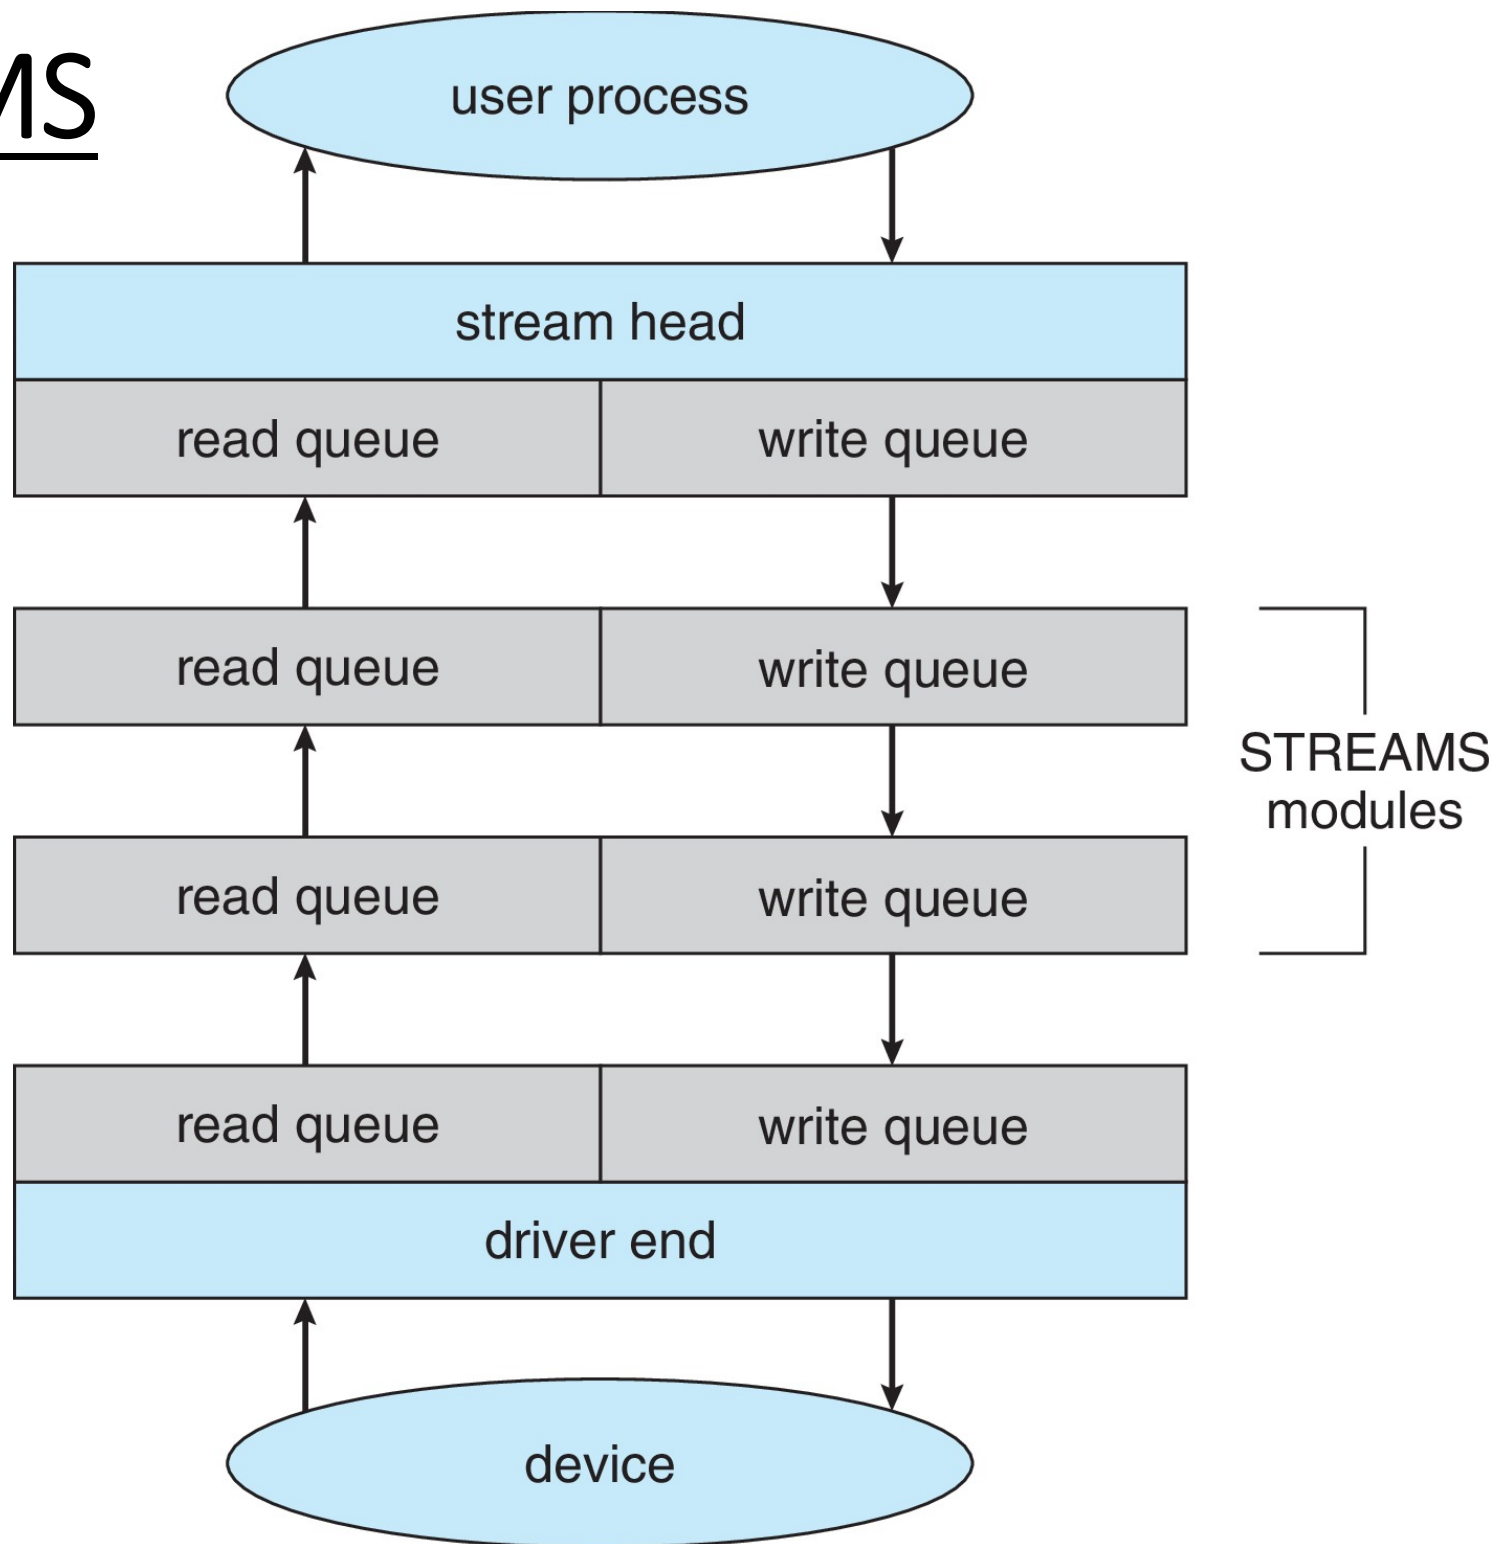 MS
user process
stream head
read queue write queue
read queue write queue
STREAMS
modules
read queue write queue
read queue write queue
driver end
device